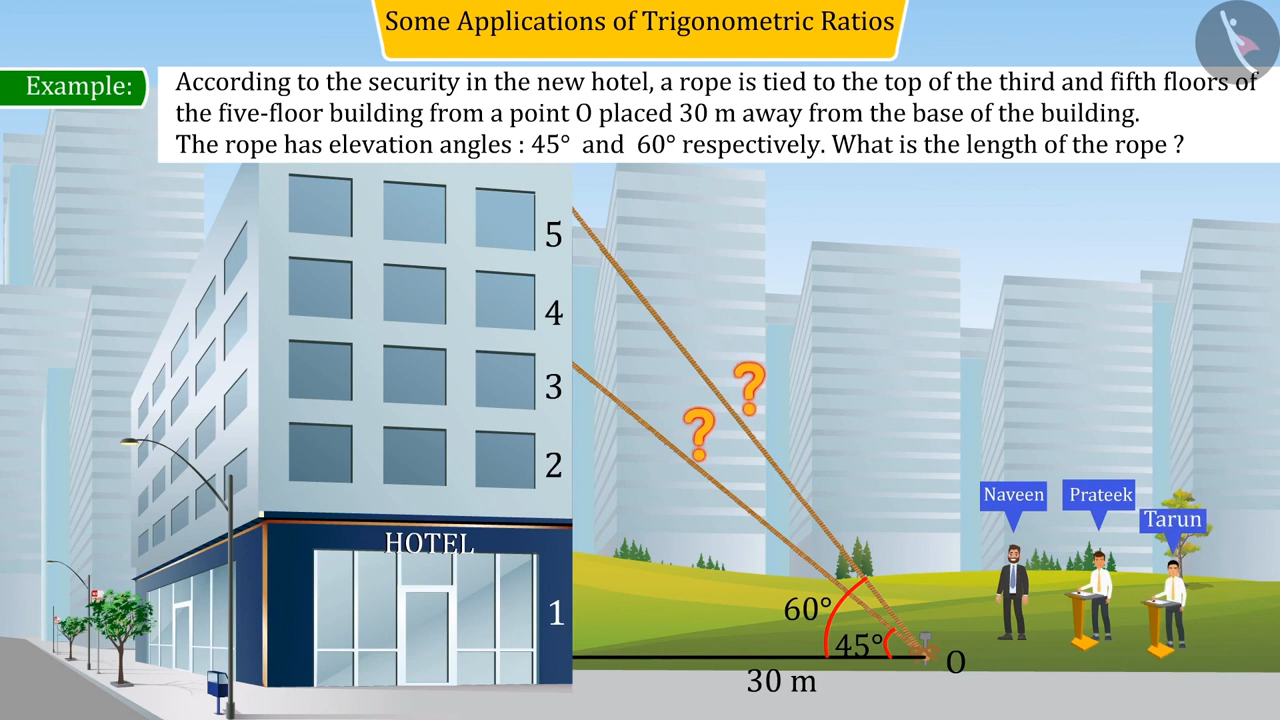 Some Applications of Trigonometric Ratios
Example:
According to the security in the new hotel, a rope is tied to the top of the third and fifth floors of
the five-floor building from a point O placed 30 m away from the base of the building.
The rope has elevation angles : 45° and 60° respectively. What is the length of the rope ?
5
4
3
2
1
HOTEL
?
?
Naveen
Prateek
Tarun
60°
45°
O
30 m